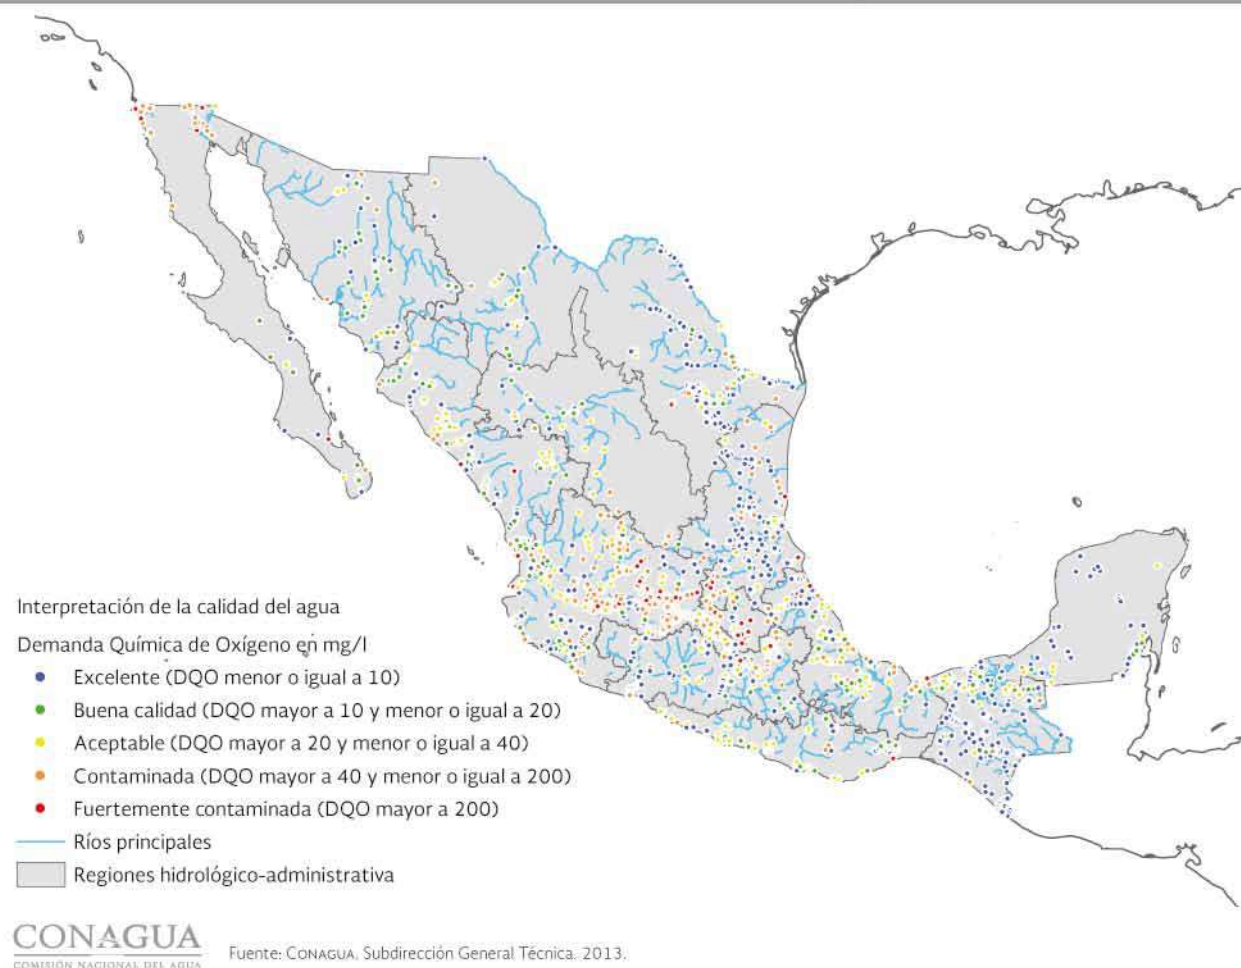 Interpretación de la calidad del agua
Demanda Química de Oxígeno en mg/l
Excelente (DQO menor o igual a 10)
Buena calidad (DQO mayor a 10 y menor o igual a 20)
Aceptable (DQO mayor a 20 y menor o igual a 40)
Contaminada (DQO mayor a 40 y menor o igual a 200)
Fuertemente contaminada (DQO mayor a 200)
Ríos principales
Regiones hidrológico-administrativa
CONAGUA
COMISIÓN NACIONAL DEL AGUA
Fuente: CONAGUA. Subdirección General Técnica. 2013.